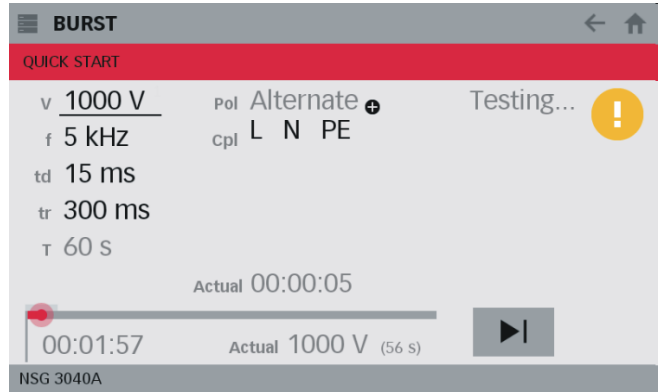 BURST
QUICK START
V 1000 V Pol Alternate Testing...
f 5 kHz Cpl L N PE
td 15 ms
tr 300 ms
T 60 s
Actual 00:00:05
00:01:57 Actual 1000 V (56 s)
NSG 3040A